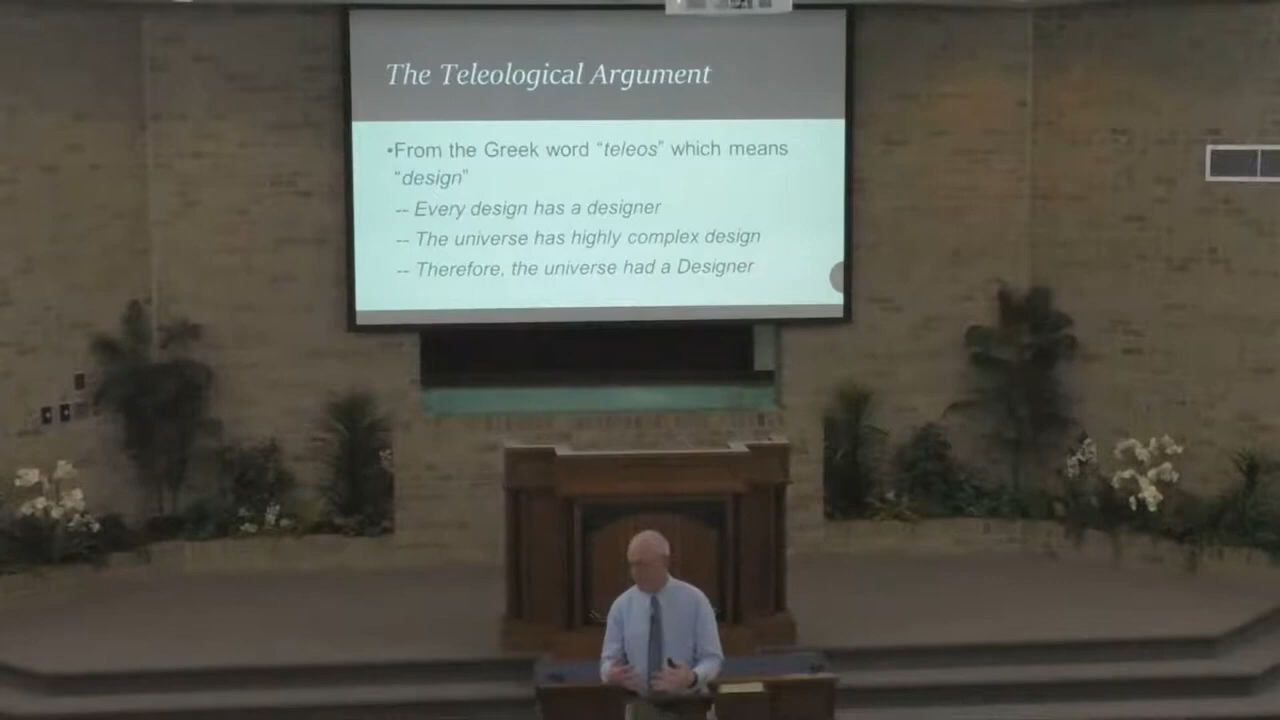 The Teleological Argument
•From the Greek word “teleos” which means
“design”
-- Every design has a designer
-- The universe has highly complex design
-- Therefore, the universe had a Designer